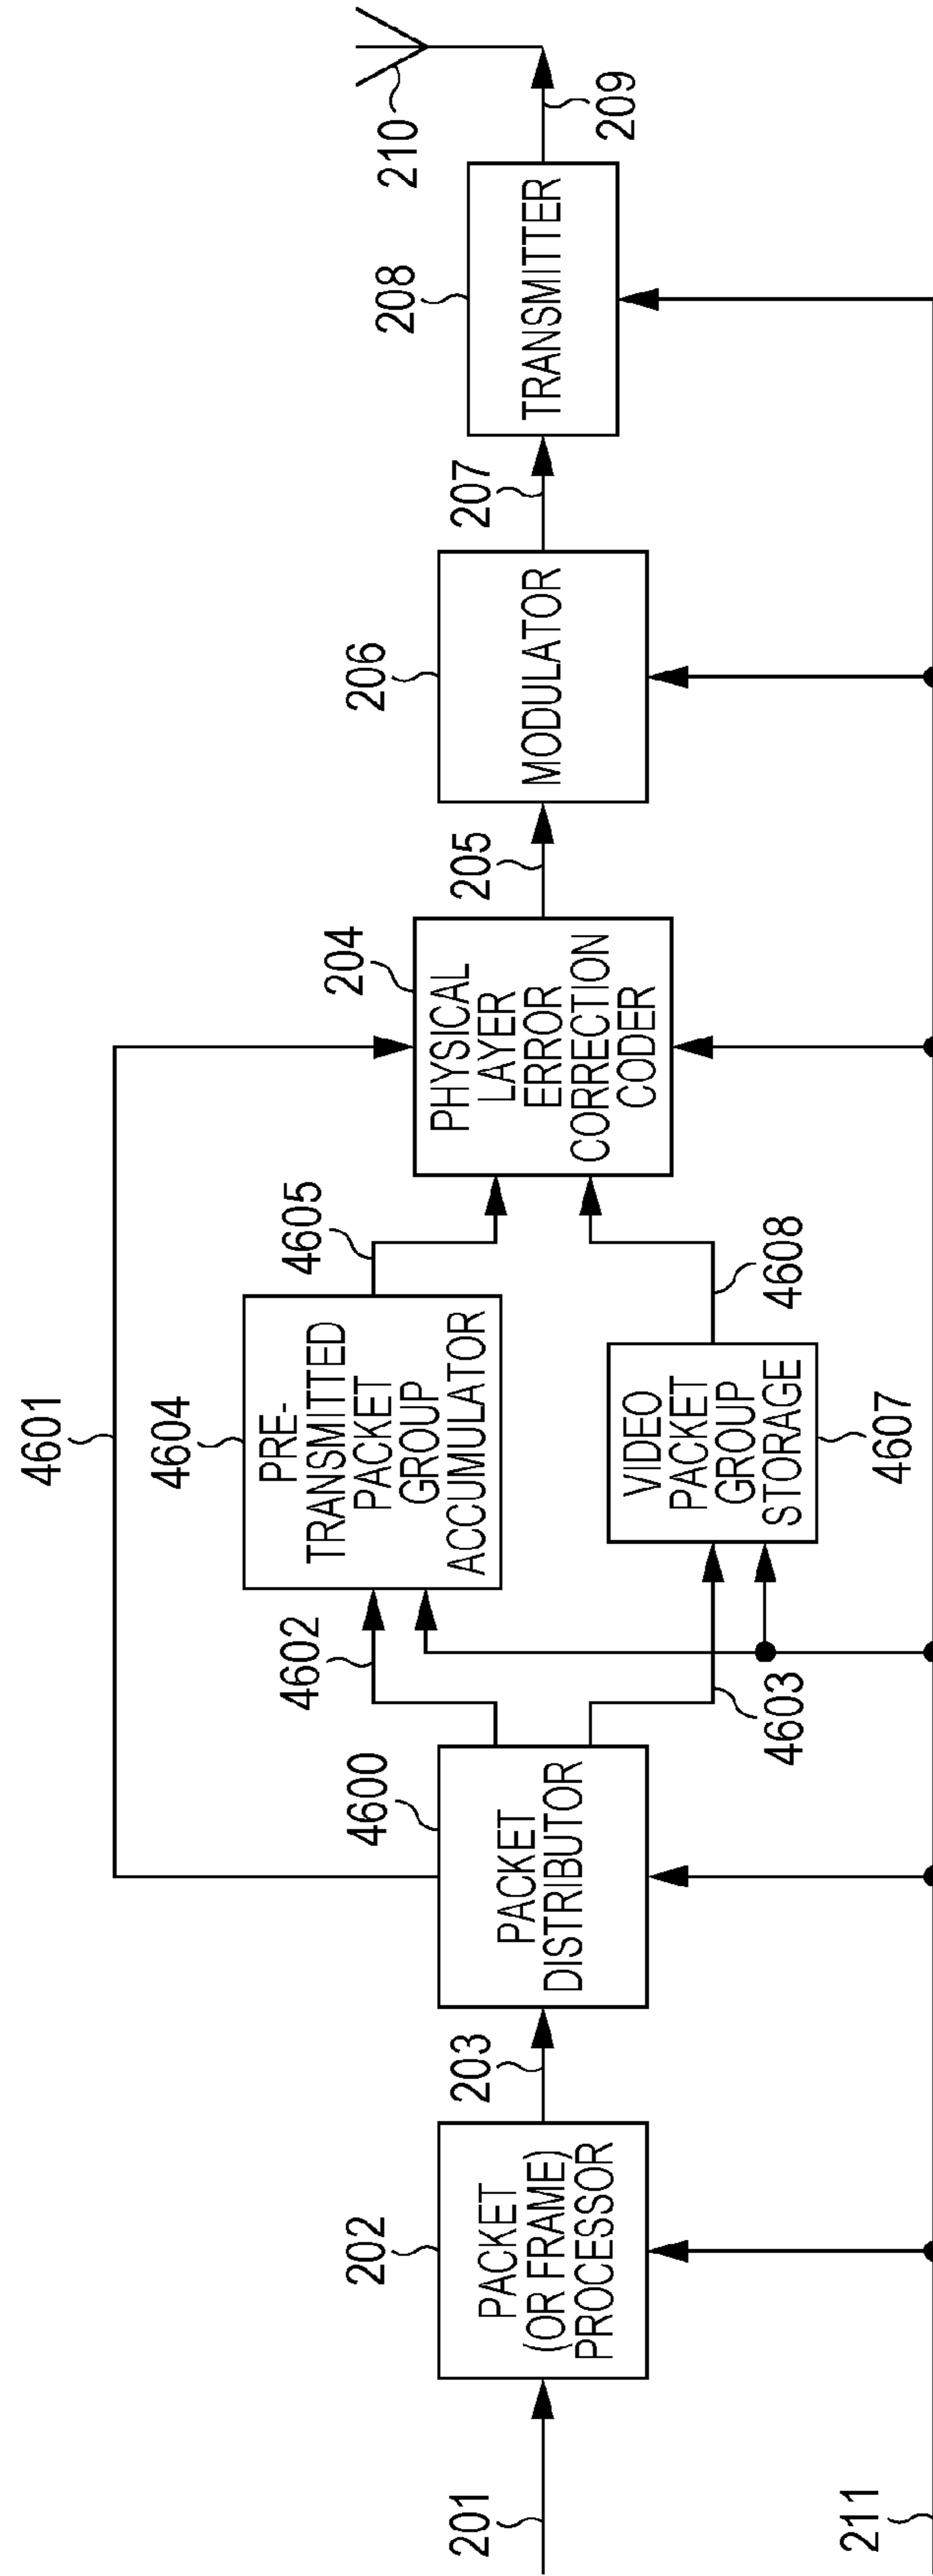 4601
4604
PRE-
TRANSMITTED
PACKET
GROUP
ACCUMULATOR
4605
4602
210
201
202
PACKET
(OR FRAME)
PROCESSOR
203
4600
PACKET
DISTRIBUTOR
204
PHYSICAL
LAYER
ERROR
CORRECTION
CODER
205
206
MODULATOR
207
208
TRANSMITTER
209
4603
VIDEO
PACKET
GROUP
STORAGE
4608
4607
211